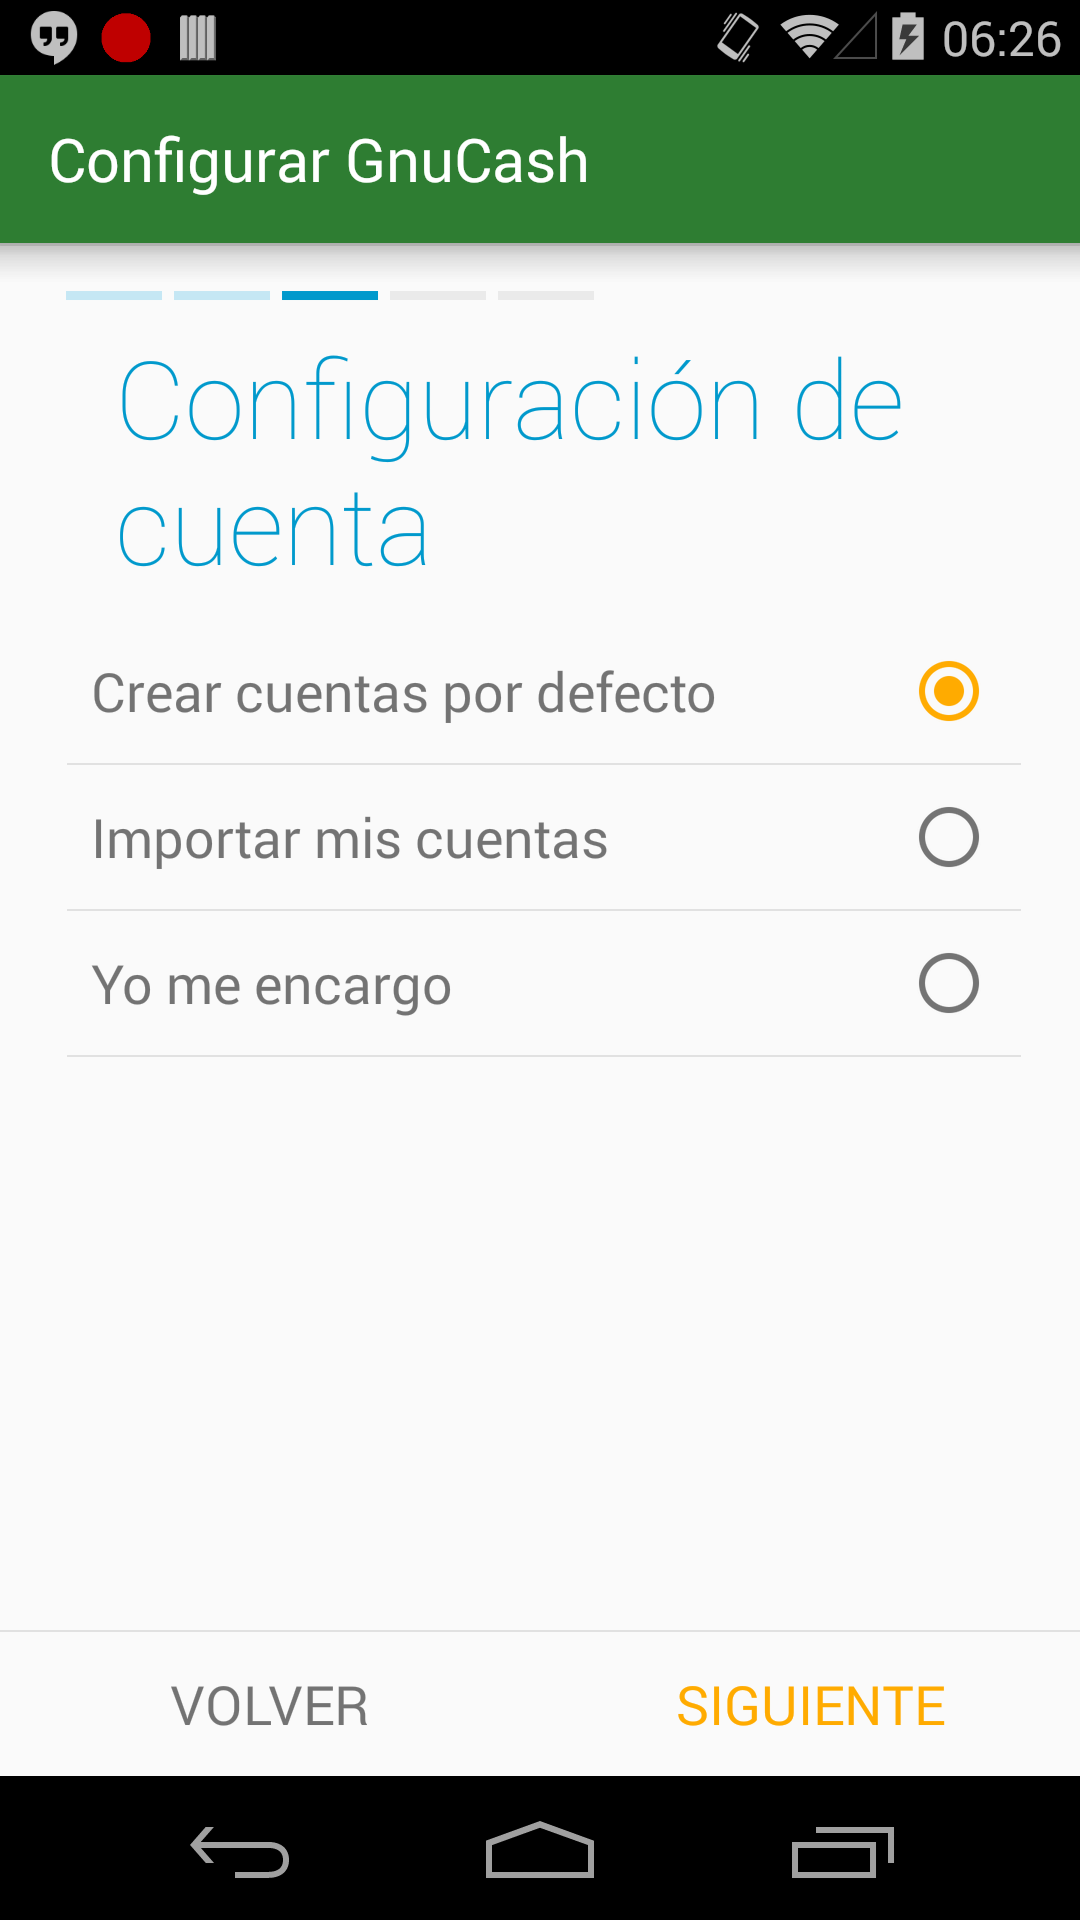 06:26
Configurar GnuCash
Configuración de
cuenta
Crear cuentas por defecto
Importar mis cuentas
Yo me encargo
VOLVER
SIGUIENTE